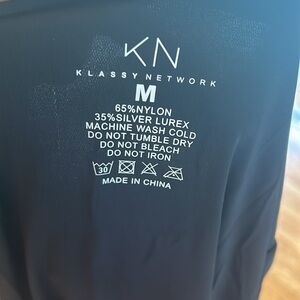 KN
KLASSY NETWORK
M
65%NYLON
35%SILVER LUREX
MACHINE WASH COLD
DO NOT TUMBLE DRY
DO NOT BLEACH
DO NOT IRON
30
MADE IN CHINA